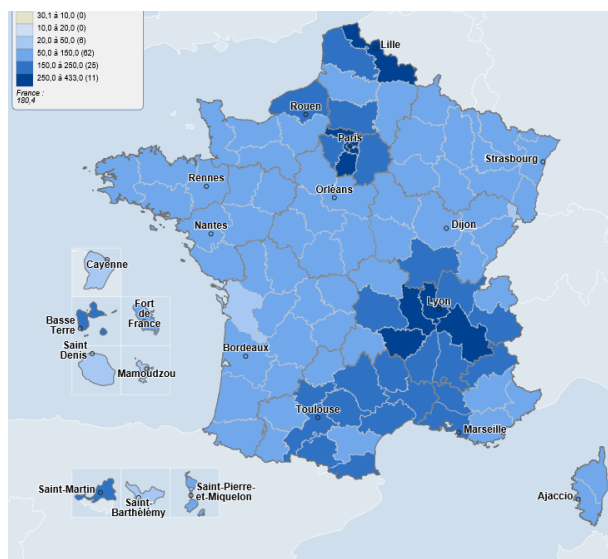 30,1 à 10,0 (0)
10,0 à 20,0 (0)
20,0 à 50,0 (6)
50,0 à 150,0 (62)
150,0 à 250,0 (25)
250,0 à 433,0 (11)
France :
180,4
Lille
Rouen
Paris
Strasbourg
Rennes
Orléans
Nantes
Dijon
Cayenne
Lyon
Basse
Terre
Fort
de
France
Saint
Denis
Mamoudzou
Bordeaux
Toulouse
Marseille
Saint-Martin
Saint-
Barthélémy
Saint-Pierre-
et-Miquelon
Ajaccio